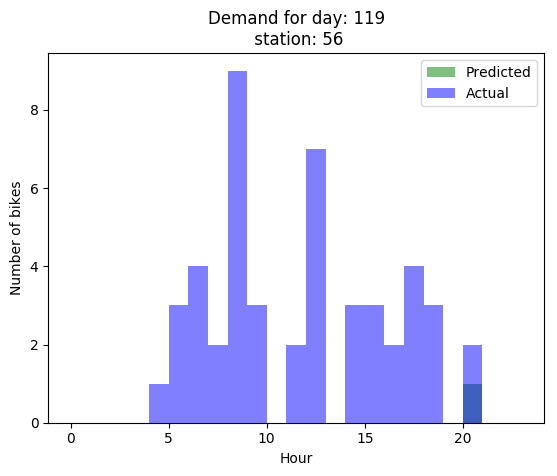 Demand for day: 119
station: 56
Predicted
Actual
Number of bikes
8
6
4
2
0
0 5 10 15 20
Hour